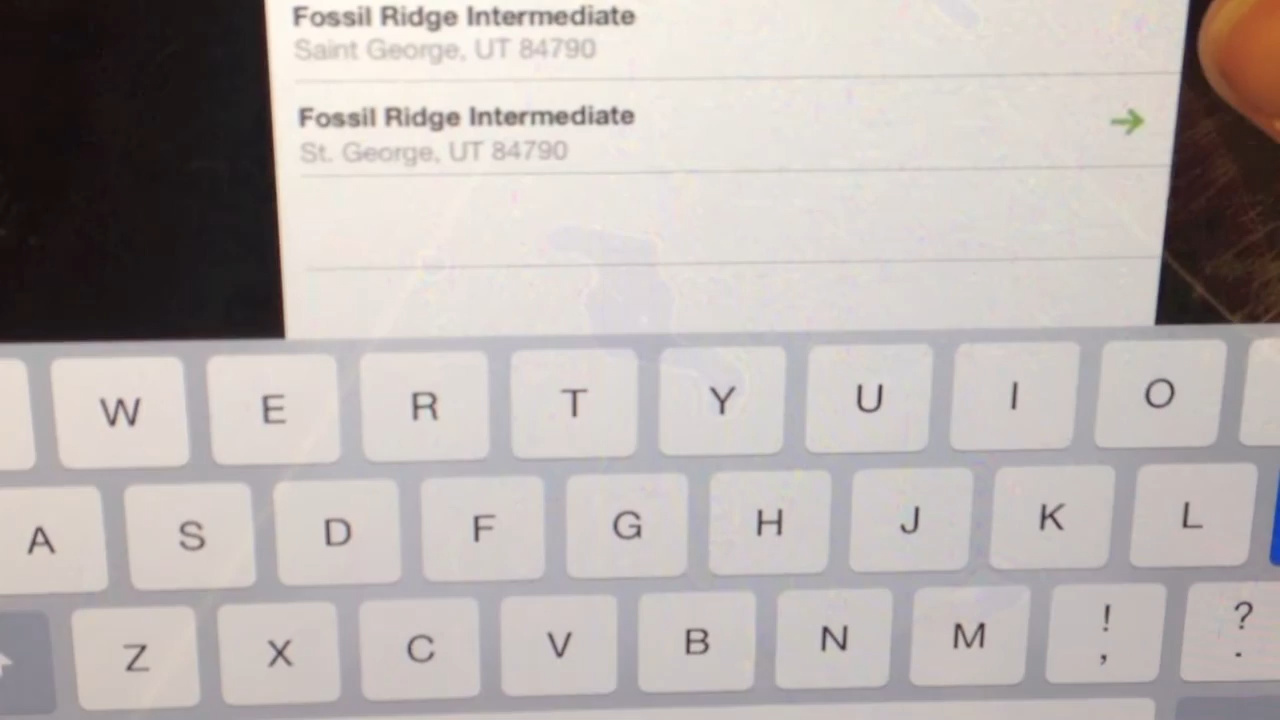 Fossil Ridge Intermediate
Saint George, UT 84790
Fossil Ridge Intermediate
St. George, UT 84790
W E R T Y U I O
A S D F G H J K L
Z X C V B N M ! , ? .